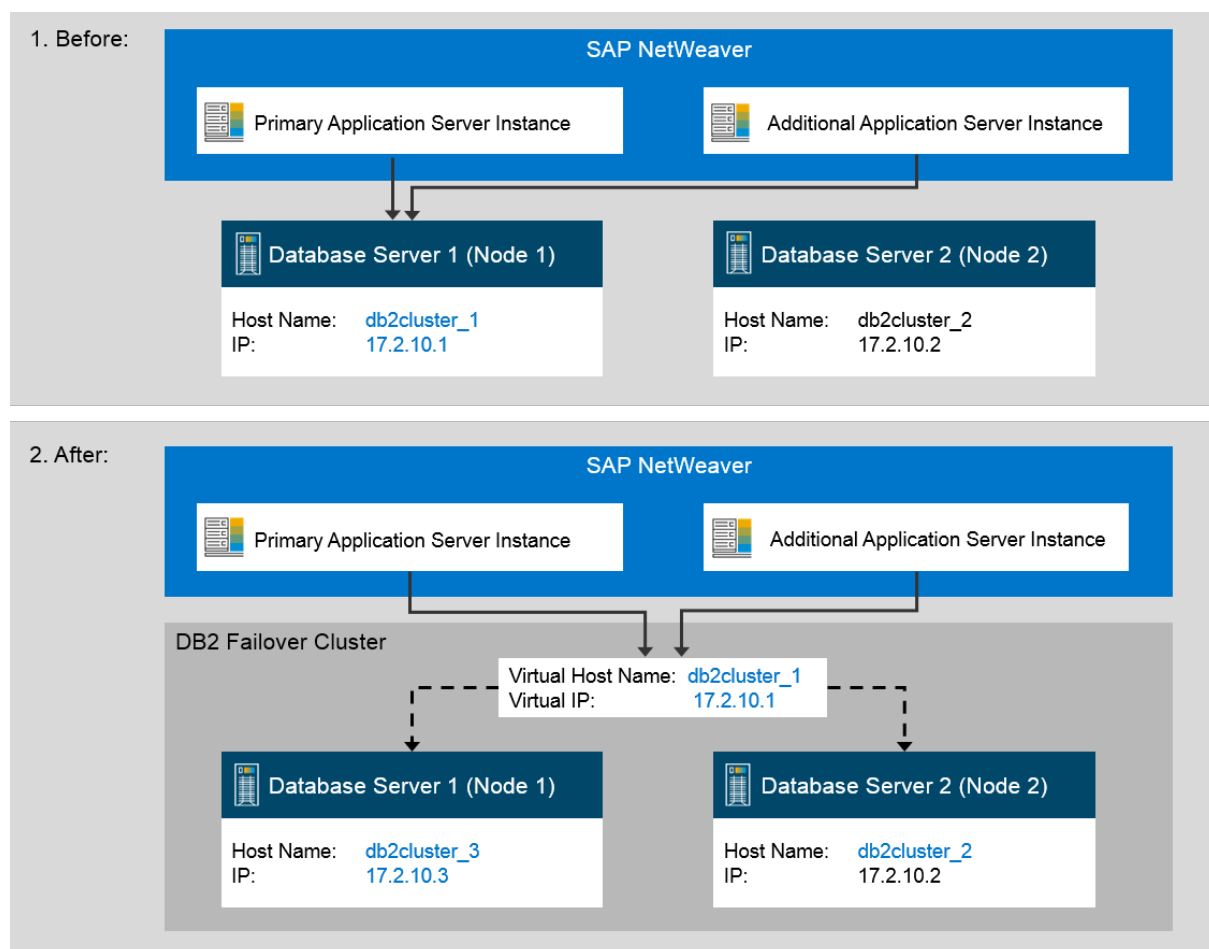 1. Before:
SAP NetWeaver
Primary Application Server Instance
Additional Application Server Instance
Database Server 1 (Node 1)
Host Name: db2cluster_1
IP: 17.2.10.1
Database Server 2 (Node 2)
Host Name: db2cluster_2
IP: 17.2.10.2
2. After:
SAP NetWeaver
Primary Application Server Instance
Additional Application Server Instance
DB2 Failover Cluster
Virtual Host Name: db2cluster_1
Virtual IP: 17.2.10.1
Database Server 1 (Node 1)
Host Name: db2cluster_3
IP: 17.2.10.3
Database Server 2 (Node 2)
Host Name: db2cluster_2
IP: 17.2.10.2